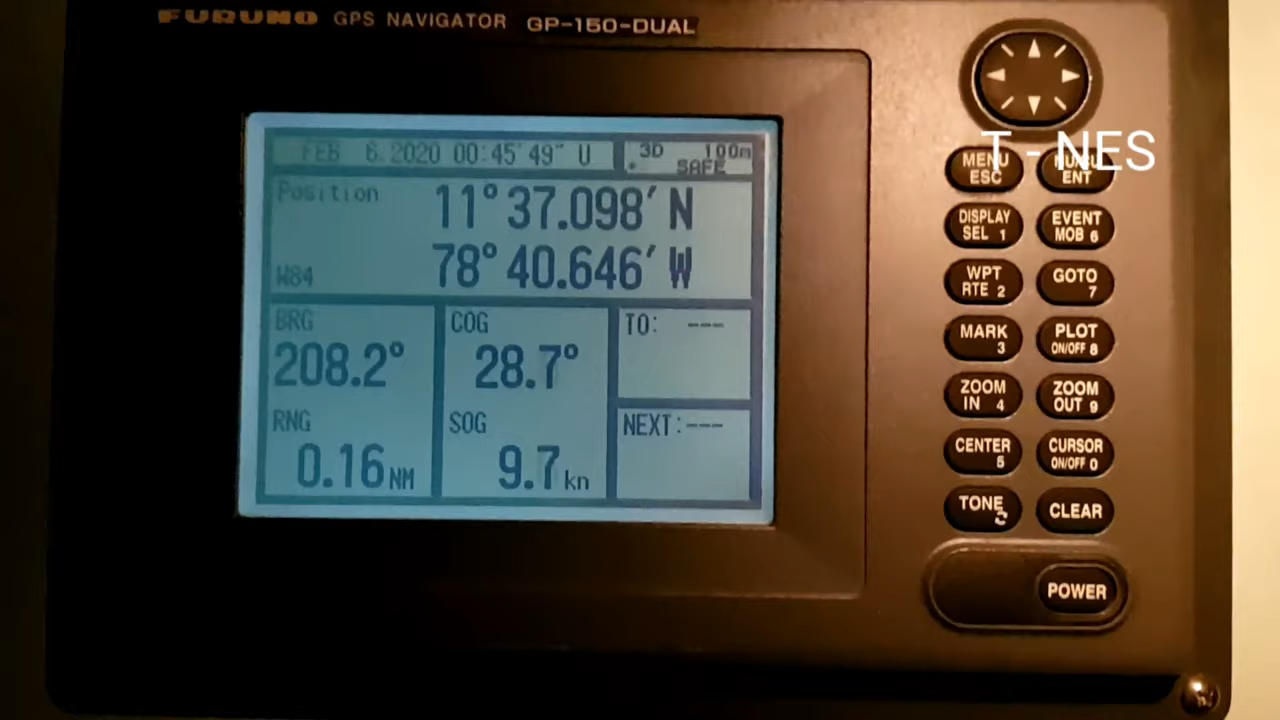 FURUNO GPS NAVIGATOR GP-150-DUAL
FEB 6 2020 00:45'49" U
3D 100m
SAFE
Position
11° 37.098' N
78° 40.646' W
W84
BRG
208.2°
RNG
0.16 NM
COG
28.7°
SOG
9.7 kn
TO: ---
NEXT: ---
T - NES
MENU
ESC
ENT
DISPLAY
SEL 1
EVENT
MOB 6
WPT
RTE 2
GOTO
7
MARK
3
PLOT
ON/OFF 8
ZOOM
IN 4
ZOOM
OUT 9
CENTER
5
CURSOR
ON/OFF 0
TONE
CLEAR
POWER